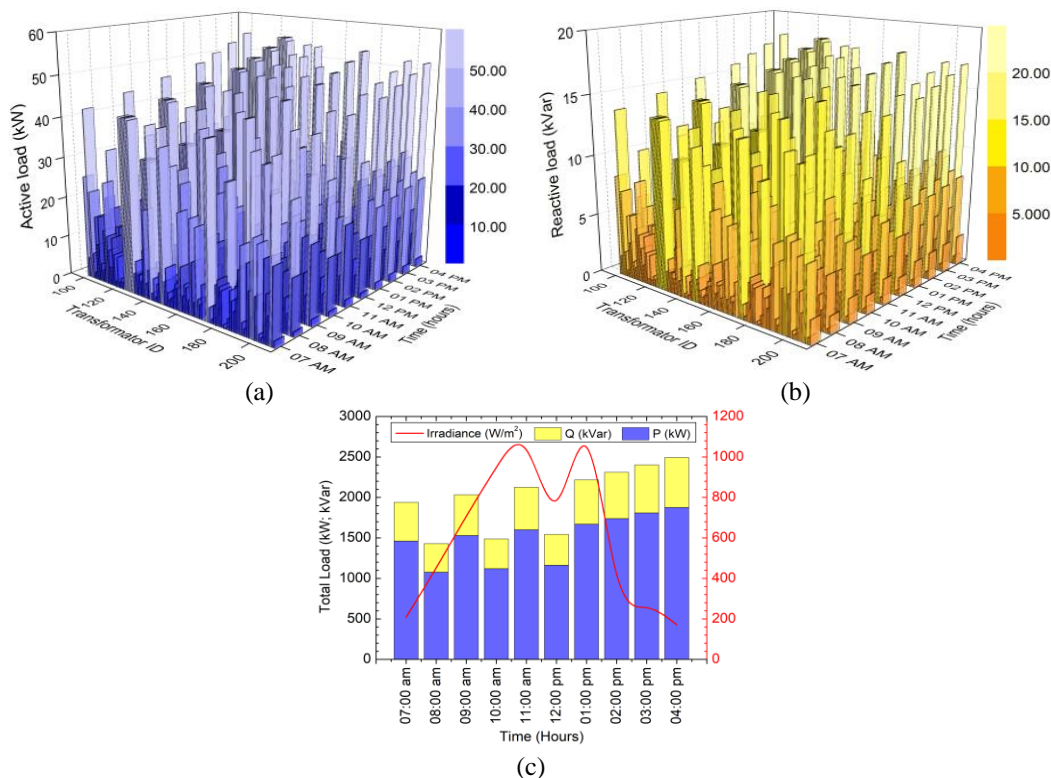 60
50
40
30
20
10
0
Active load (kW)
100
120
140
160
180
200
Transformator ID
07 AM
08 AM
09 AM
10 AM
11 AM
12 PM
01 PM
02 PM
03 PM
04 PM
Time (hours)
50.00
40.00
30.00
20.00
10.00
(a)
20
15
10
5
0
Reactive load (kVar)
100
120
140
160
180
200
Transformator ID
07 AM
08 AM
09 AM
10 AM
11 AM
12 PM
01 PM
02 PM
03 PM
04 PM
Time (hours)
20.00
15.00
10.00
5.000
(b)
Irradiance (W/m²) Q (kVar) P (kW)
3000
2500
2000
1500
1000
500
0
Total Load (kW; kVar)
1200
1000
800
600
400
200
0
07:00 am
08:00 am
09:00 am
10:00 am
11:00 am
12:00 pm
01:00 pm
02:00 pm
03:00 pm
04:00 pm
Time (Hours)
(c)